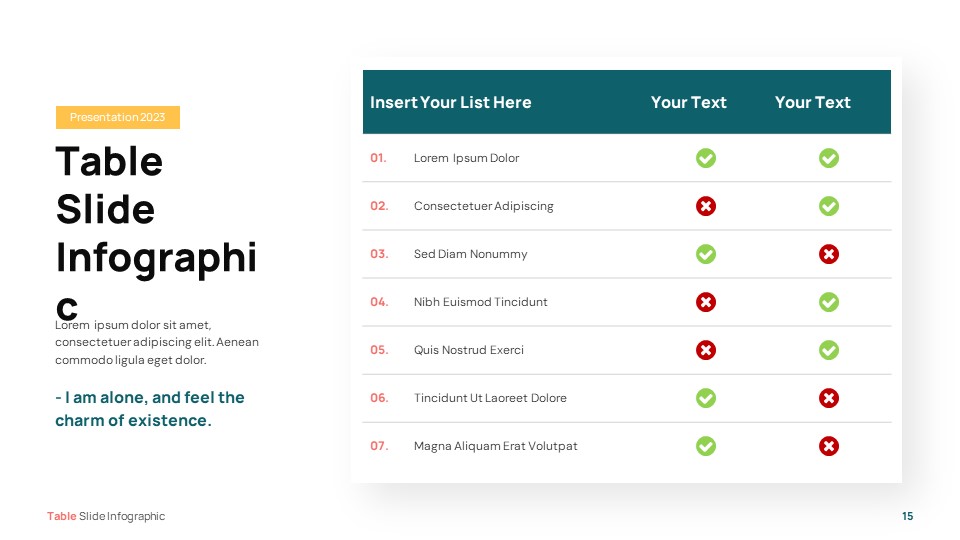 Presentation 2023
Table
Slide
Infographi
c
Lorem ipsum dolor sit amet,
consectetuer adipiscing elit. Aenean
commodo ligula eget dolor.
- I am alone, and feel the
charm of existence.
Insert Your List Here Your Text Your Text
01. Lorem Ipsum Dolor
02. Consectetuer Adipiscing
03. Sed Diam Nonummy
04. Nibh Euismod Tincidunt
05. Quis Nostrud Exerci
06. Tincidunt Ut Laoreet Dolore
07. Magna Aliquam Erat Volutpat
Table Slide Infographic
15